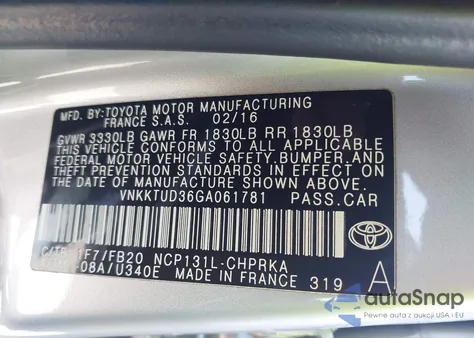 MFD. BY: TOYOTA MOTOR MANUFACTURING
FRANCE S.A.S. 02/16
GVWR 3330LB GAWR FR 1830LB RR 1830LB
THIS VEHICLE CONFORMS TO ALL APPLICABLE
FEDERAL MOTOR VEHICLE SAFETY, BUMPER, AND
THEFT PREVENTION STANDARDS IN EFFECT ON
THE DATE OF MANUFACTURE SHOWN ABOVE.
VNKKTUD36GA061781 PASS.CAR
C/TR: 1F7/FB20 NCP131L-CHPRKA
-08A/U340E MADE IN FRANCE 319 A
TOYOTA
autoSnap
Pewne auta z aukcji USA i EU